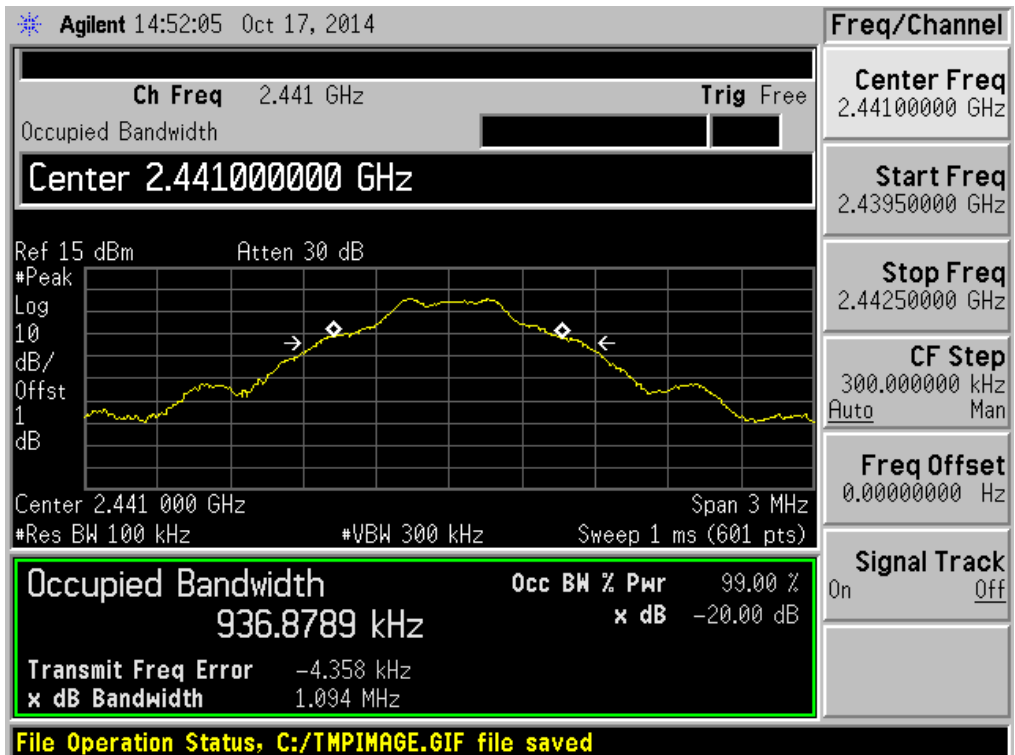 Agilent 14:52:05 Oct 17, 2014
Freq/Channel
Ch Freq 2.441 GHz Trig Free
Occupied Bandwidth
Center 2.441000000 GHz
Ref 15 dBm Atten 30 dB
#Peak
Log
10
dB/
Offst
1
dB
Center 2.441 000 GHz Span 3 MHz
#Res BW 100 kHz #VBW 300 kHz Sweep 1 ms (601 pts)
Occupied Bandwidth
936.8789 kHz
Occ BW % Pwr 99.00 %
x dB -20.00 dB
Transmit Freq Error -4.358 kHz
x dB Bandwidth 1.094 MHz
Center Freq
2.44100000 GHz
Start Freq
2.43950000 GHz
Stop Freq
2.44250000 GHz
CF Step
300.000000 kHz
Auto Man
Freq Offset
0.00000000 Hz
Signal Track
On Off
File Operation Status, C:/TMPIMAGE.GIF file saved